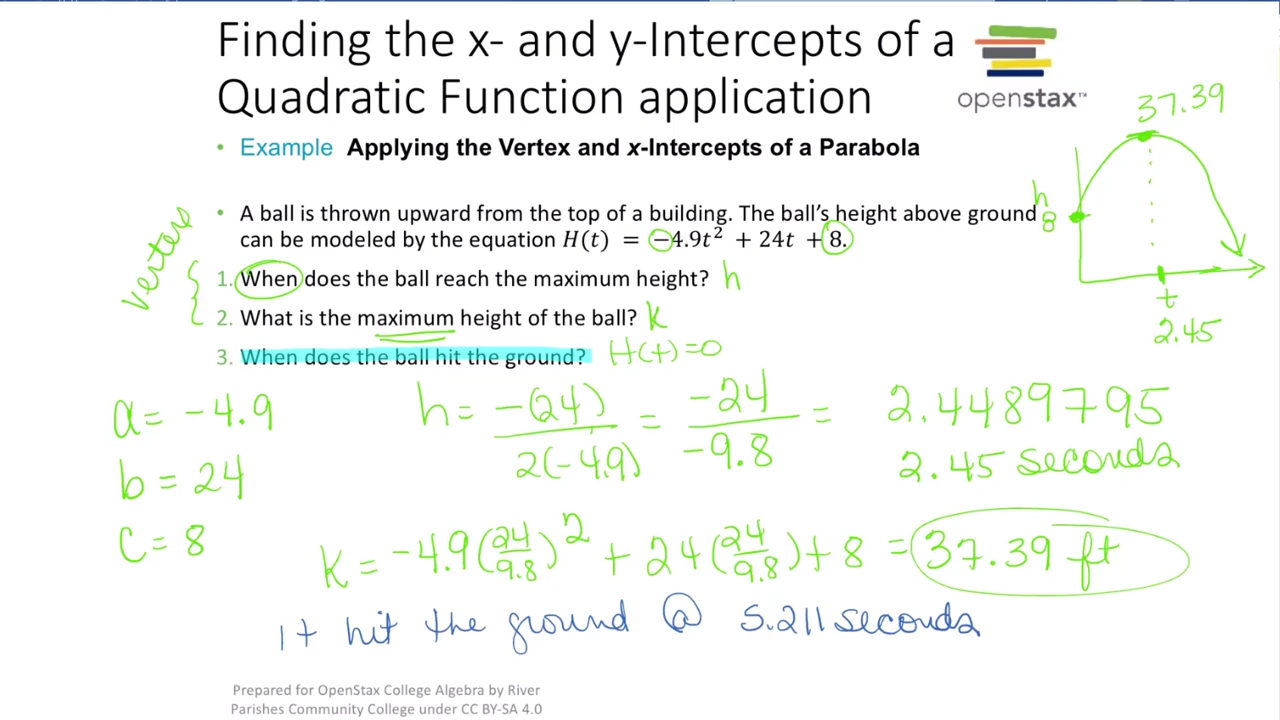 Finding the x- and y-Intercepts of a
Quadratic Function application
openstax™
37.39
• Example Applying the Vertex and x-Intercepts of a Parabola
vertex
• A ball is thrown upward from the top of a building. The ball's height above ground
can be modeled by the equation H(t) = −4.9t² + 24t + 8.
h
8
1. When does the ball reach the maximum height? h
2. What is the maximum height of the ball? k
t
2.45
3. When does the ball hit the ground? H(t)=0
a = -4.9
h = -(24) / 2(-4.9) = -24 / -9.8 = 2.4489795
2.45 seconds
b = 24
c = 8
k = -4.9(24/9.8)² + 24(24/9.8) + 8 = 37.39 ft
It hit the ground @ 5.211 seconds
Prepared for OpenStax College Algebra by River
Parishes Community College under CC BY-SA 4.0